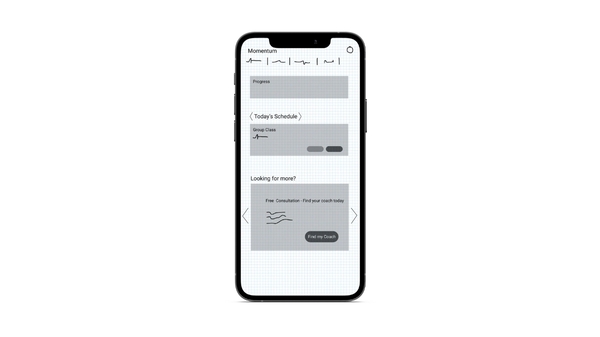 Momentum
Progress
Today's Schedule
Group Class
Looking for more?
Free Consultation - Find your coach today
Find me Coach